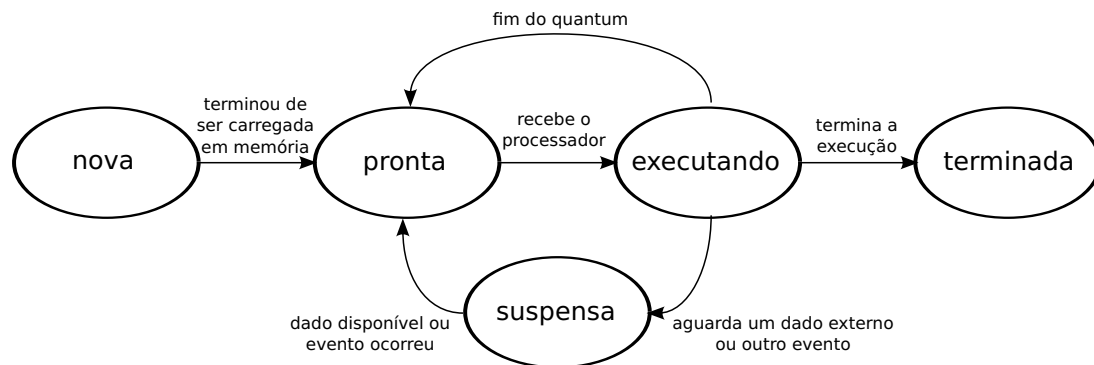 fim do quantum
terminou de
ser carregada
em memória
recebe o
processador
termina a
execução
nova
pronta
executando
terminada
suspensa
dado disponível ou
evento ocorreu
aguarda um dado externo
ou outro evento